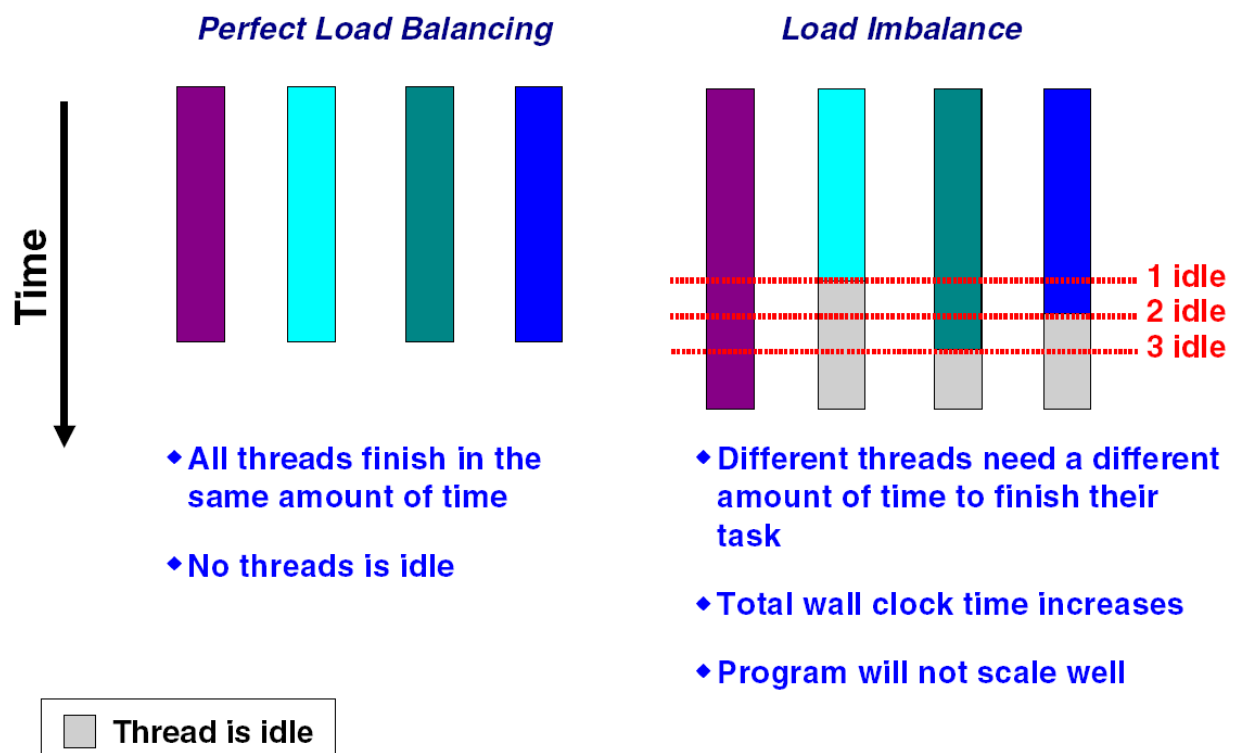 Perfect Load Balancing
Load Imbalance
Time
1 idle
2 idle
3 idle
All threads finish in the
same amount of time
No threads is idle
Different threads need a different
amount of time to finish their
task
Total wall clock time increases
Program will not scale well
Thread is idle